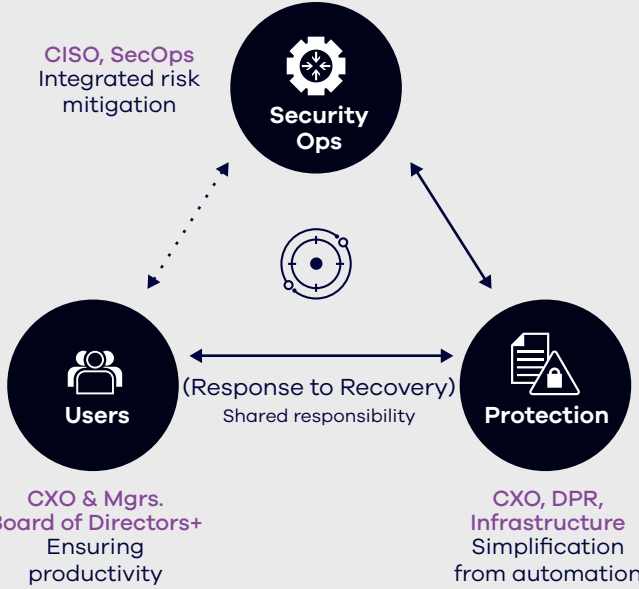 CISO, SecOps
Integrated risk
mitigation
Security
Ops
Users
(Response to Recovery)
Shared responsibility
Protection
CXO & Mgrs.
Board of Directors+
Ensuring
productivity
CXO, DPR,
Infrastructure
Simplification
from automation